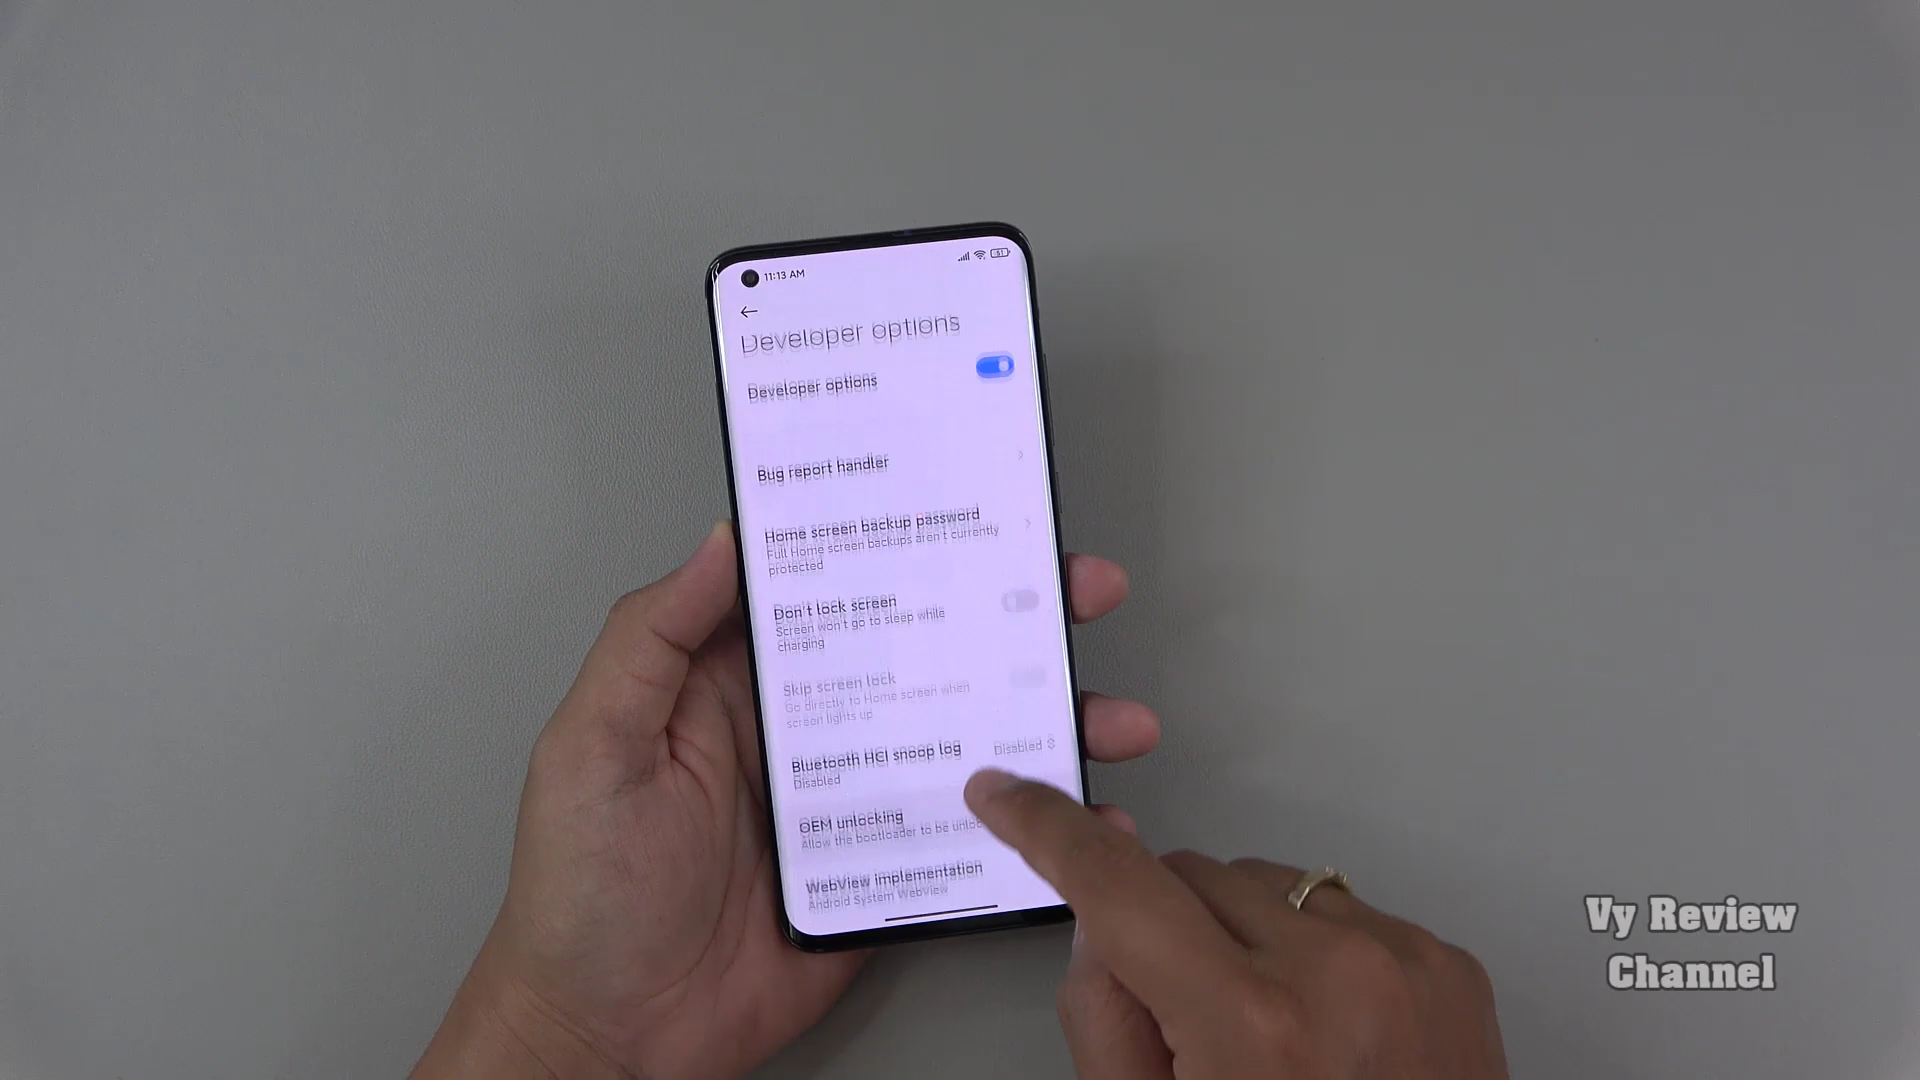 11:13 AM
51
Developer options
Developer options
Bug report handler
Home screen backup password
Full Home screen backups aren't currently
protected
Don't lock screen
Screen won't go to sleep while
charging
Skip screen lock
Go directly to Home screen when
screen lights up
Bluetooth HCI snoop log
Disabled
Disabled
OEM unlocking
Allow the bootloader to be
WebView implementation
Android System WebView
Vy Review
Channel